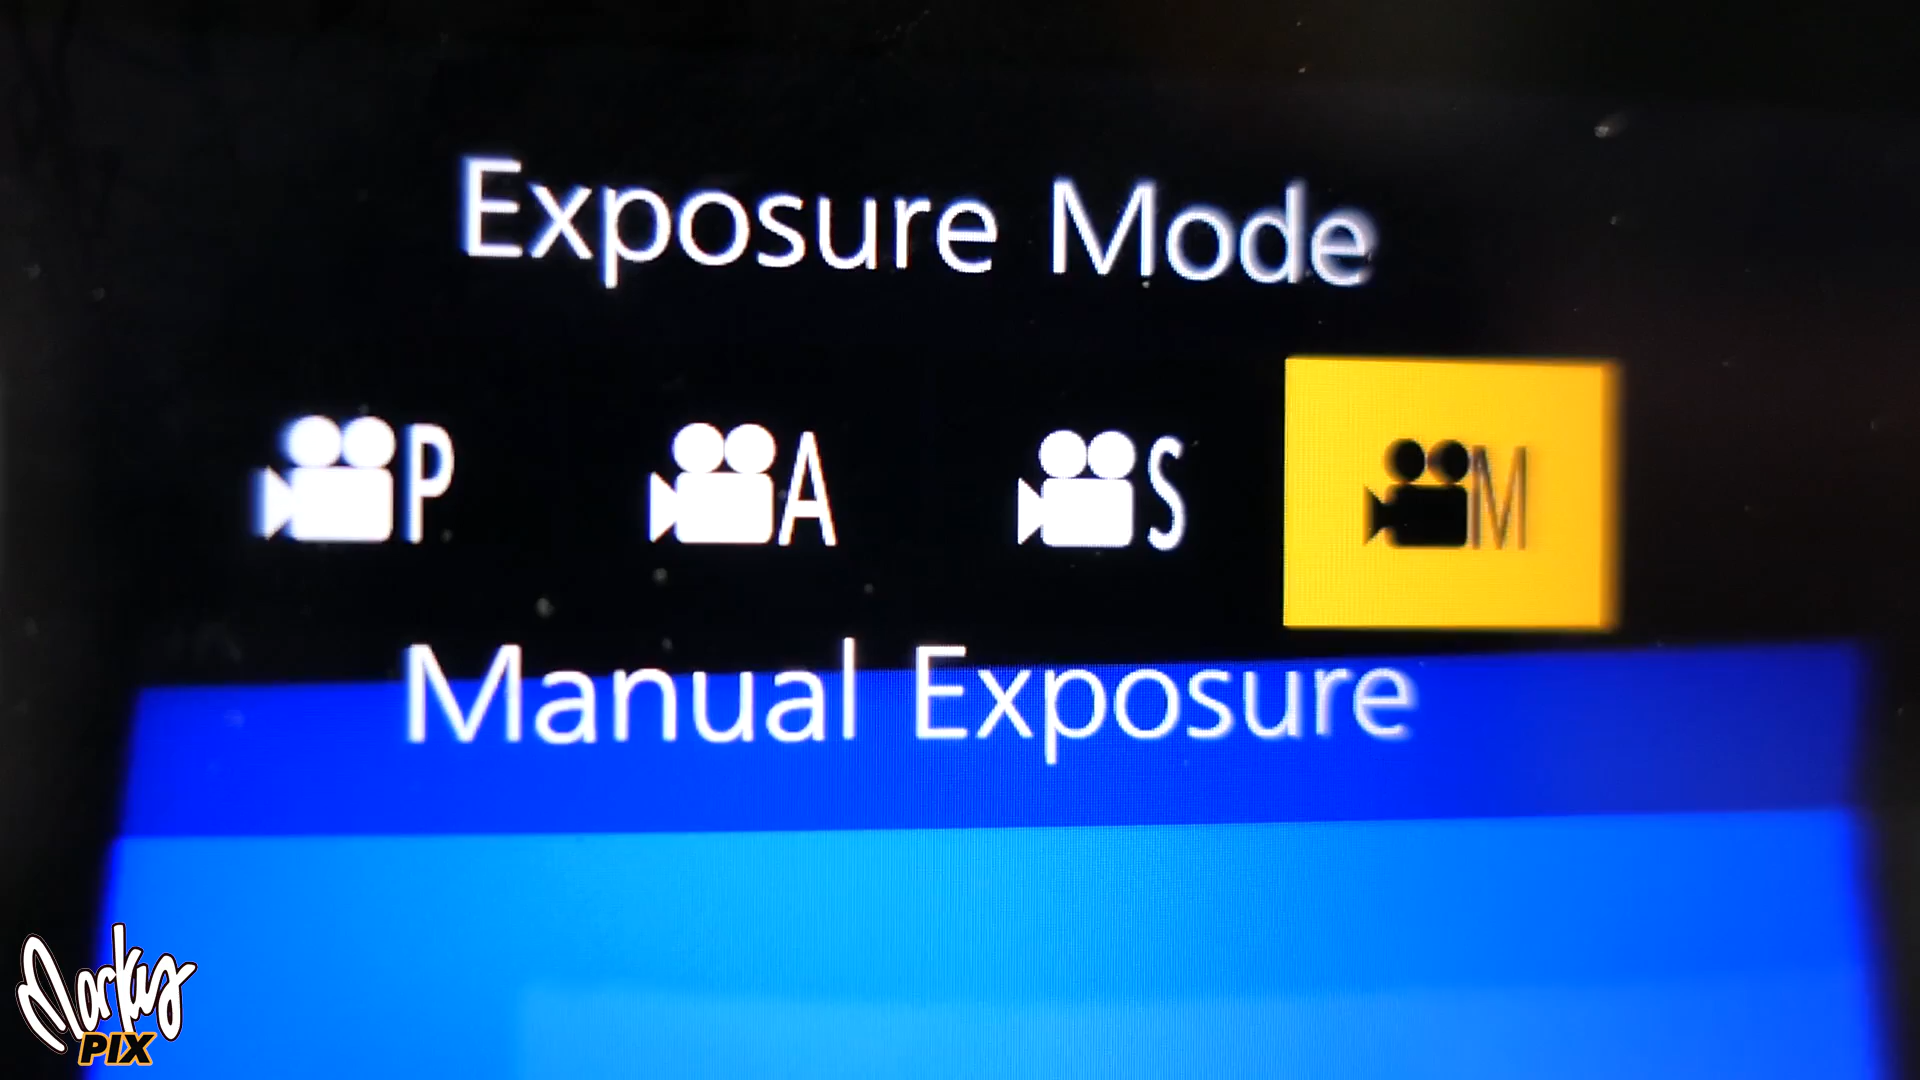 Exposure Mode
P A S M
Manual Exposure
Markus
PIX